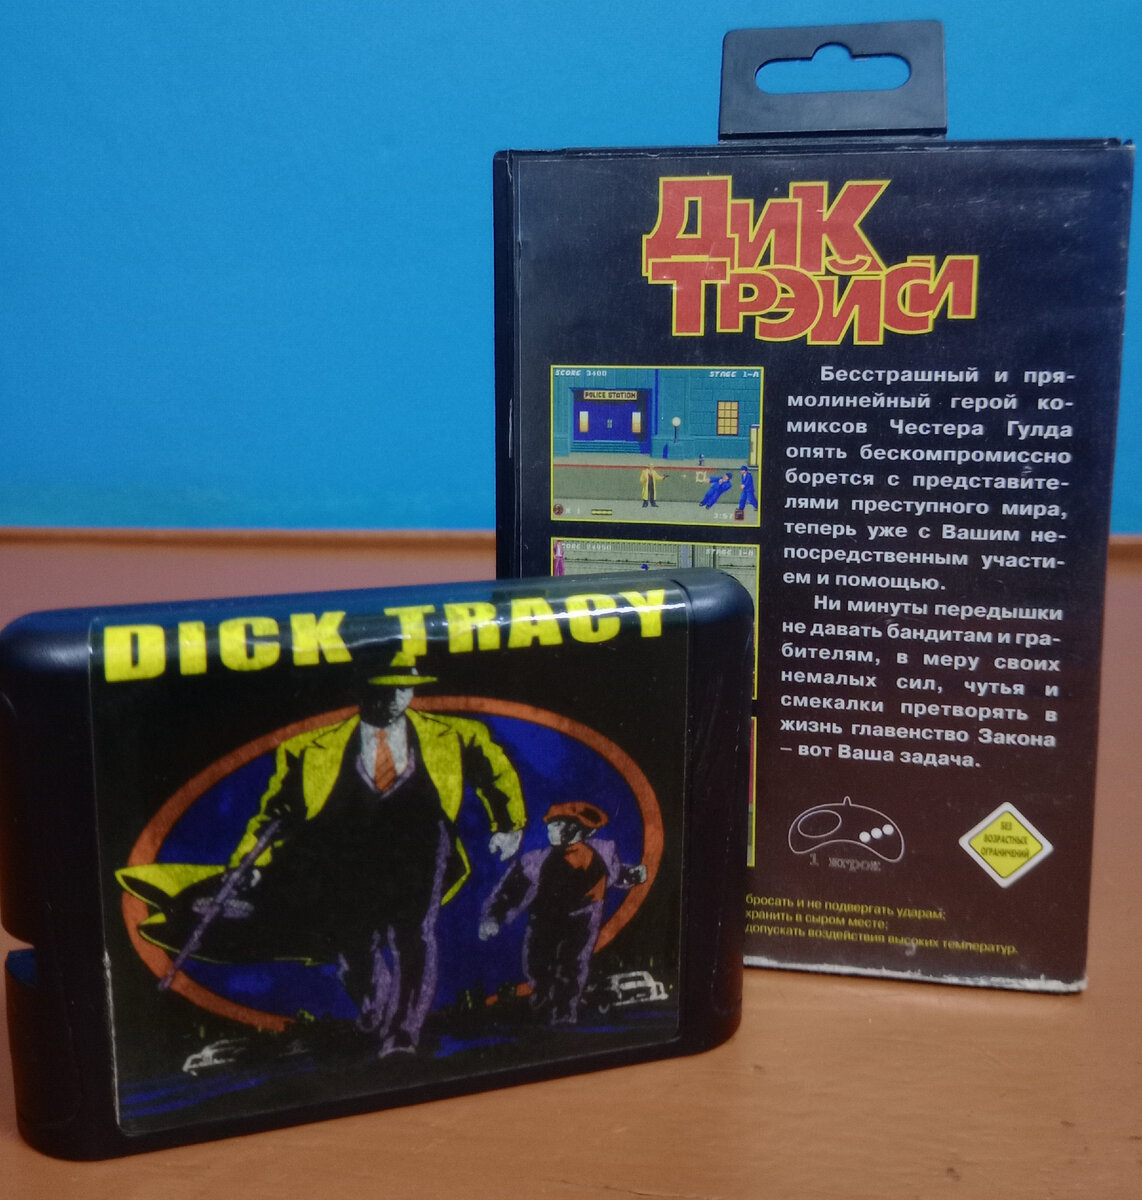 ДИК
ТРЭЙСИ
SCORE 3400 STAGE 1-A
POLICE STATION
Бесстрашный и пря-
молинейный герой ко-
миксов Честера Гулда
опять бескомпромиссно
борется с представите-
лями преступного мира,
теперь уже с Вашим не-
посредственным участи-
ем и помощью.
Ни минуты передышки
не давать бандитам и гра-
бителям, в меру своих
немалых сил, чутья и
смекалки претворять в
жизнь главенство Закона
– вот Ваша задача.
1 игрок
БЕЗ
ВОЗРАСТНЫХ
ОГРАНИЧЕНИЙ
бросать и не подвергать ударам;
хранить в сыром месте;
допускать воздействия высоких температур.
DICK TRACY